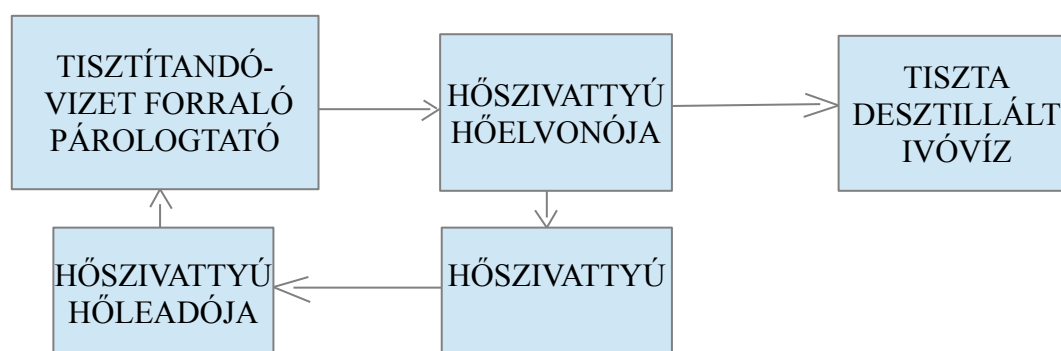 TISZTÍTANDÓ-
VIZET FORRALÓ
PÁROLOGTATÓ
HŐSZIVATTYÚ
HŐELVONÓJA
TISZTA
DESZTILLÁLT
IVÓVÍZ
HŐSZIVATTYÚ
HŐLEADÓJA
HŐSZIVATTYÚ